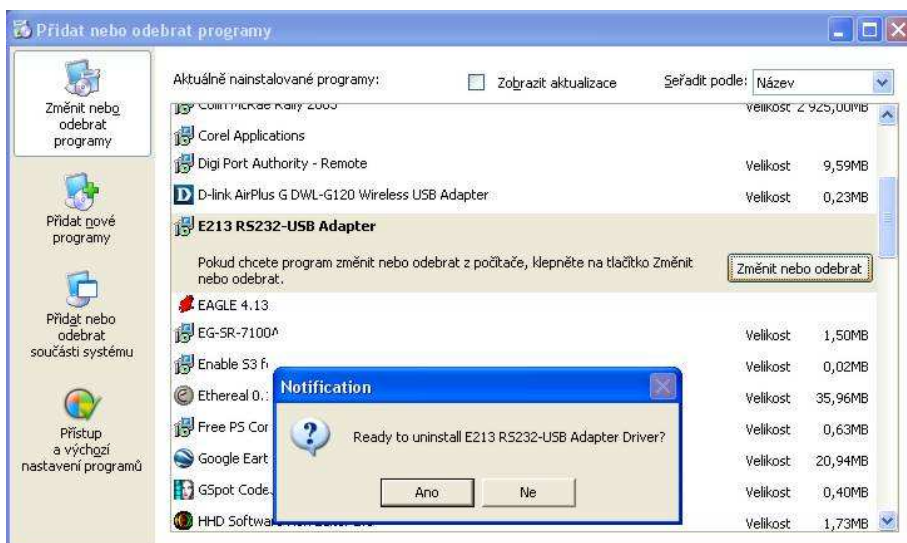 Přidat nebo odebrat programy
Změnit nebo
odebrat
programy
Přidat nové
programy
Přidat nebo
odebrat
součásti systému
Přístup
a výchozí
nastavení programů
Aktuálně nainstalované programy:
Zobrazit aktualizace
Seřadit podle: Název
Colin McRae Rally 2005 Velikost 2 925,00MB
Corel Applications
Digi Port Authority - Remote Velikost 9,59MB
D-link AirPlus G DWL-G120 Wireless USB Adapter Velikost 0,23MB
E213 RS232-USB Adapter
Pokud chcete program změnit nebo odebrat z počítače, klepněte na tlačítko Změnit
nebo odebrat.
Změnit nebo odebrat
EAGLE 4.13
EG-SR-7100A Velikost 1,50MB
Enable S3 Velikost 0,02MB
Ethereal 0. Velikost 35,96MB
Free PS Velikost 0,63MB
Google Velikost 20,94MB
GSpot Velikost 0,40MB
HHD Velikost 1,73MB
Notification
Ready to uninstall E213 RS232-USB Adapter Driver?
Ano
Ne